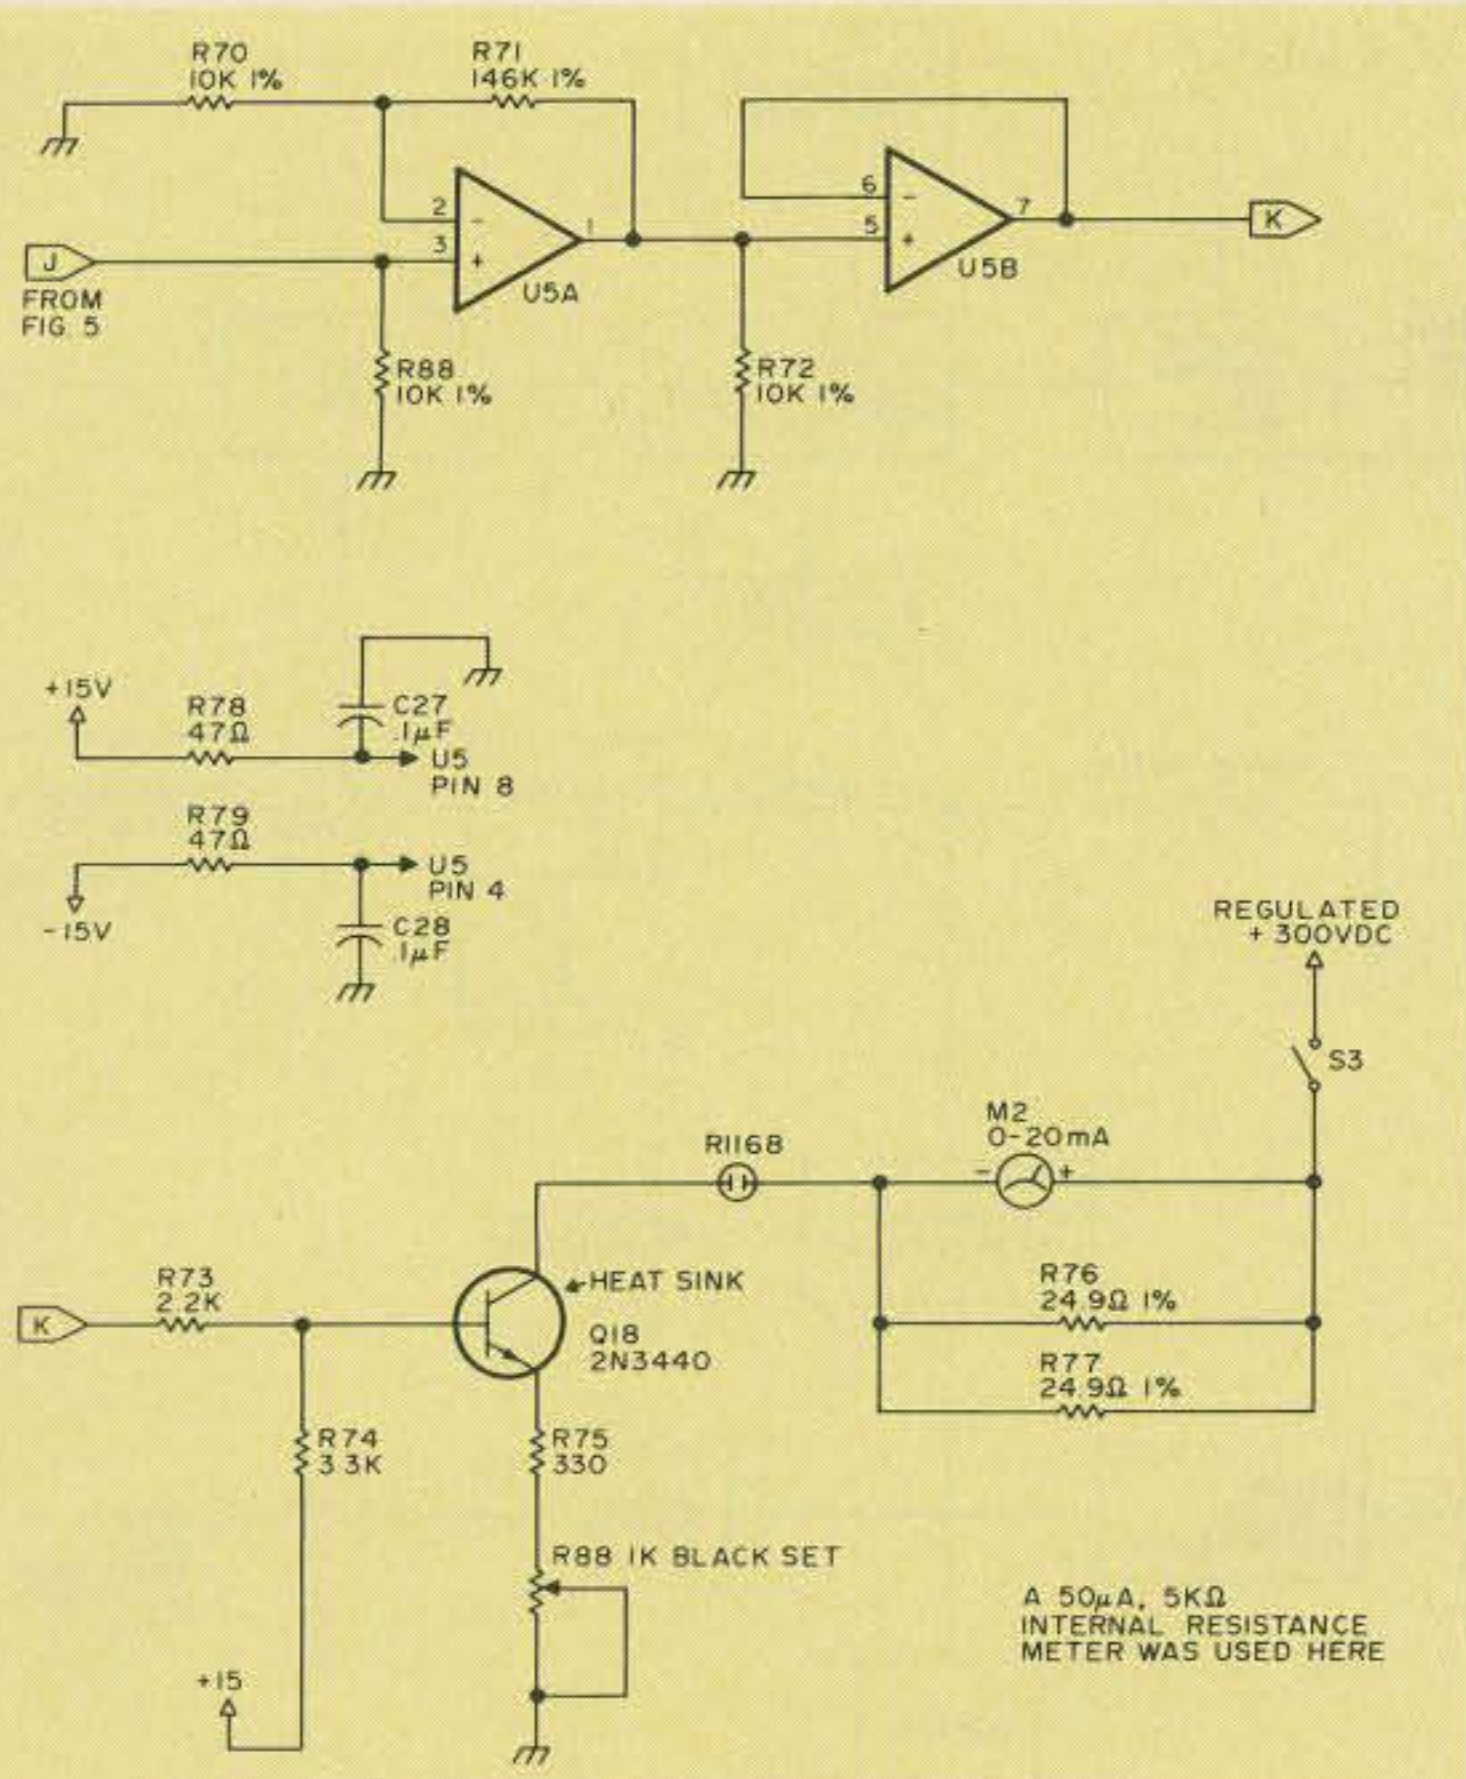 R70
10K 1%
R71
146K 1%
2
-
3
+
1
U5A
J
FROM
FIG. 5
R88
10K 1%
6
-
5
+
7
U5B
K
R72
10K 1%
+15V
R78
47Ω
C27
.1µF
U5
PIN 8
R79
47Ω
U5
PIN 4
-15V
C28
.1µF
REGULATED
+ 300VDC
S3
M2
0-20mA
- +
R1168
HEAT SINK
Q18
2N3440
K
R73
2.2K
R76
24.9Ω 1%
R77
24.9Ω 1%
R74
3.3K
R75
330
R88 1K BLACK SET
+15
A 50µA, 5KΩ
INTERNAL RESISTANCE
METER WAS USED HERE